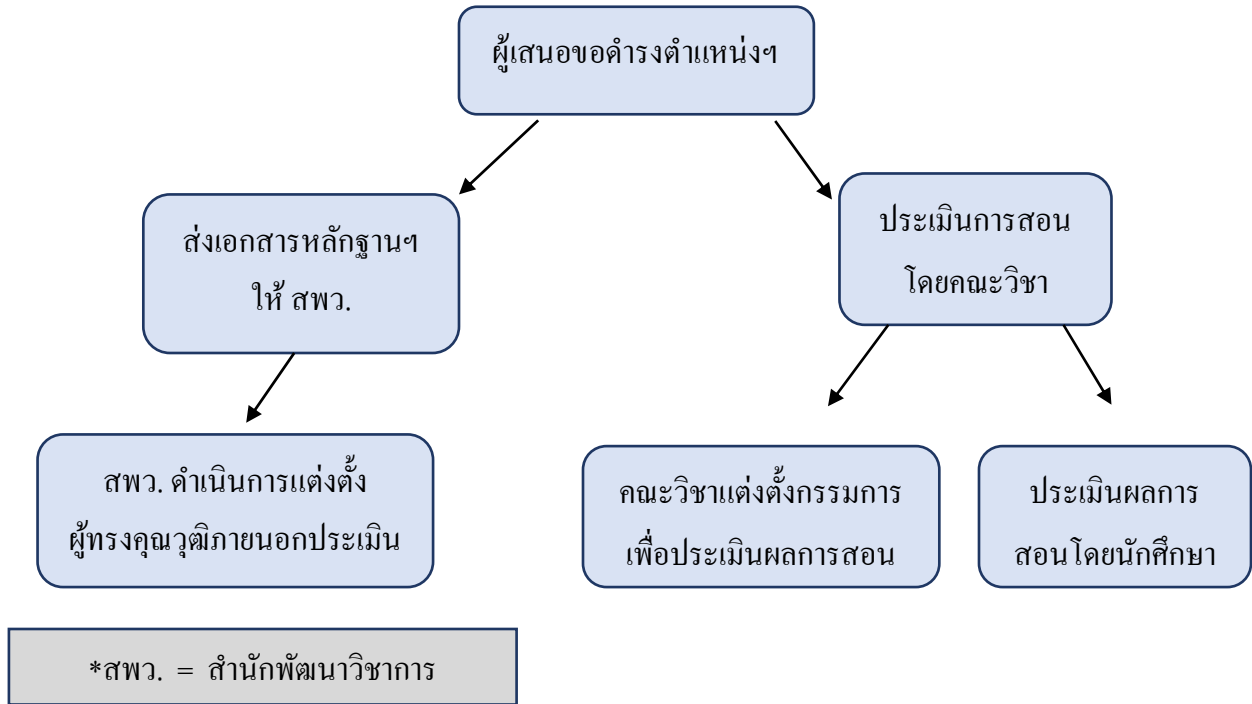 ผู้เสนอขอดำรงตำแหน่งฯ
ส่งเอกสารหลักฐานฯ
ให้ สพว.
ประเมินการสอน
โดยคณะวิชา
สพว. ดำเนินการแต่งตั้ง
ผู้ทรงคุณวุฒิภายนอกประเมิน
คณะวิชาแต่งตั้งกรรมการ
เพื่อประเมินผลการสอน
ประเมินผลการ
สอนโดยนักศึกษา
*สพว. = สำนักพัฒนาวิชาการ